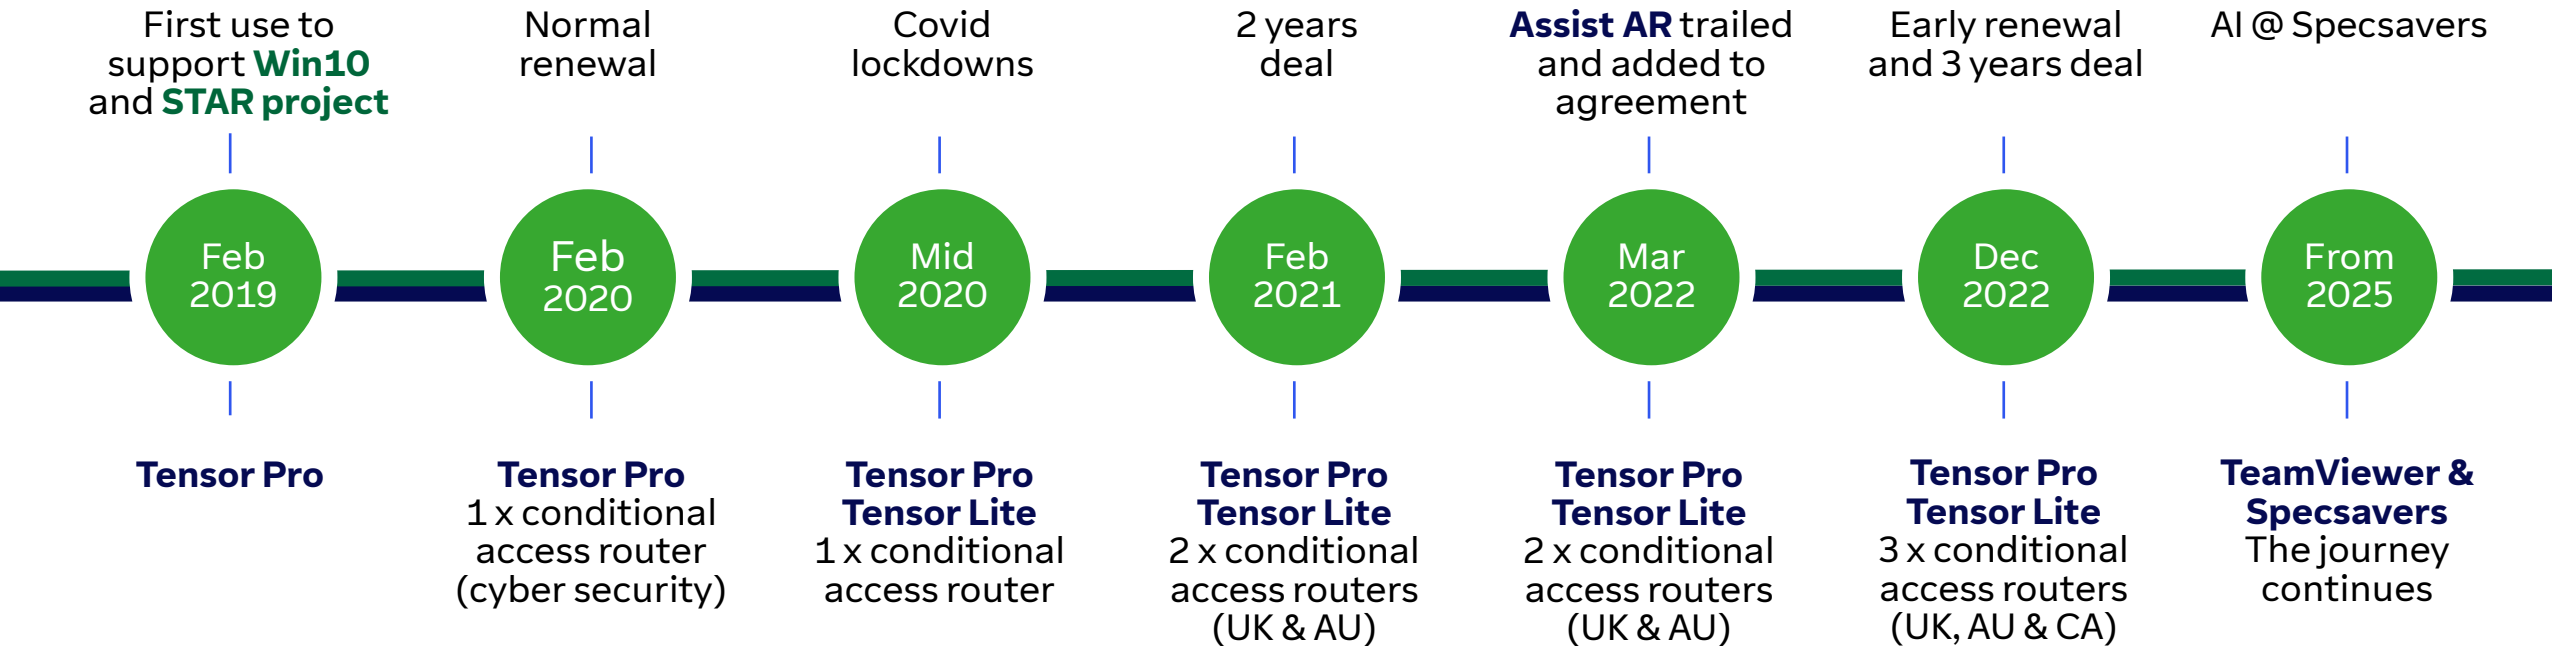 First use to
support Win10
and STAR project
Feb
2019
Tensor Pro
Normal
renewal
Feb
2020
Tensor Pro
1 x conditional
access router
(cyber security)
Covid
lockdowns
Mid
2020
Tensor Pro
Tensor Lite
1 x conditional
access router
2 years
deal
Feb
2021
Tensor Pro
Tensor Lite
2 x conditional
access routers
(UK & AU)
Assist AR trailed
and added to
agreement
Mar
2022
Tensor Pro
Tensor Lite
2 x conditional
access routers
(UK & AU)
Early renewal
and 3 years deal
Dec
2022
Tensor Pro
Tensor Lite
3 x conditional
access routers
(UK, AU & CA)
AI @ Specsavers
From
2025
TeamViewer &
Specsavers
The journey
continues